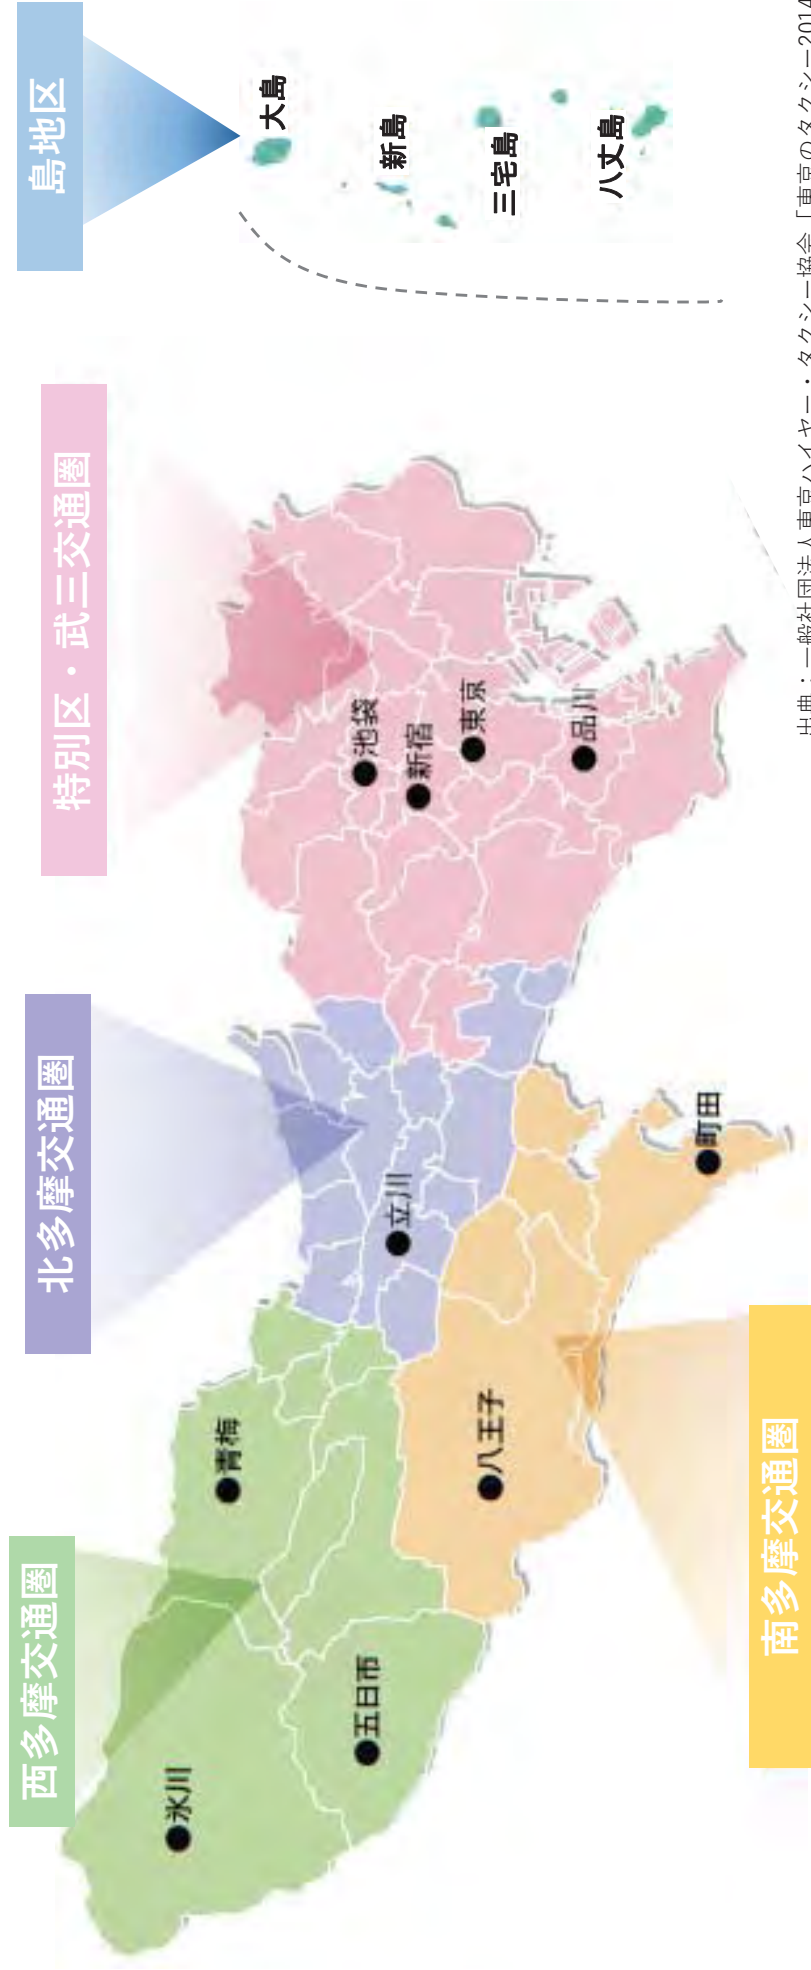 西多摩交通圏
北多摩交通圏
特別区・武三交通圏
島地区
氷川
青梅
五日市
八王子
立川
町田
池袋
新宿
東京
品川
大島
新島
三宅島
八丈島
南多摩交通圏
出典：一般社団法人東京ハイヤー・タクシー協会「東京のタクシー2014